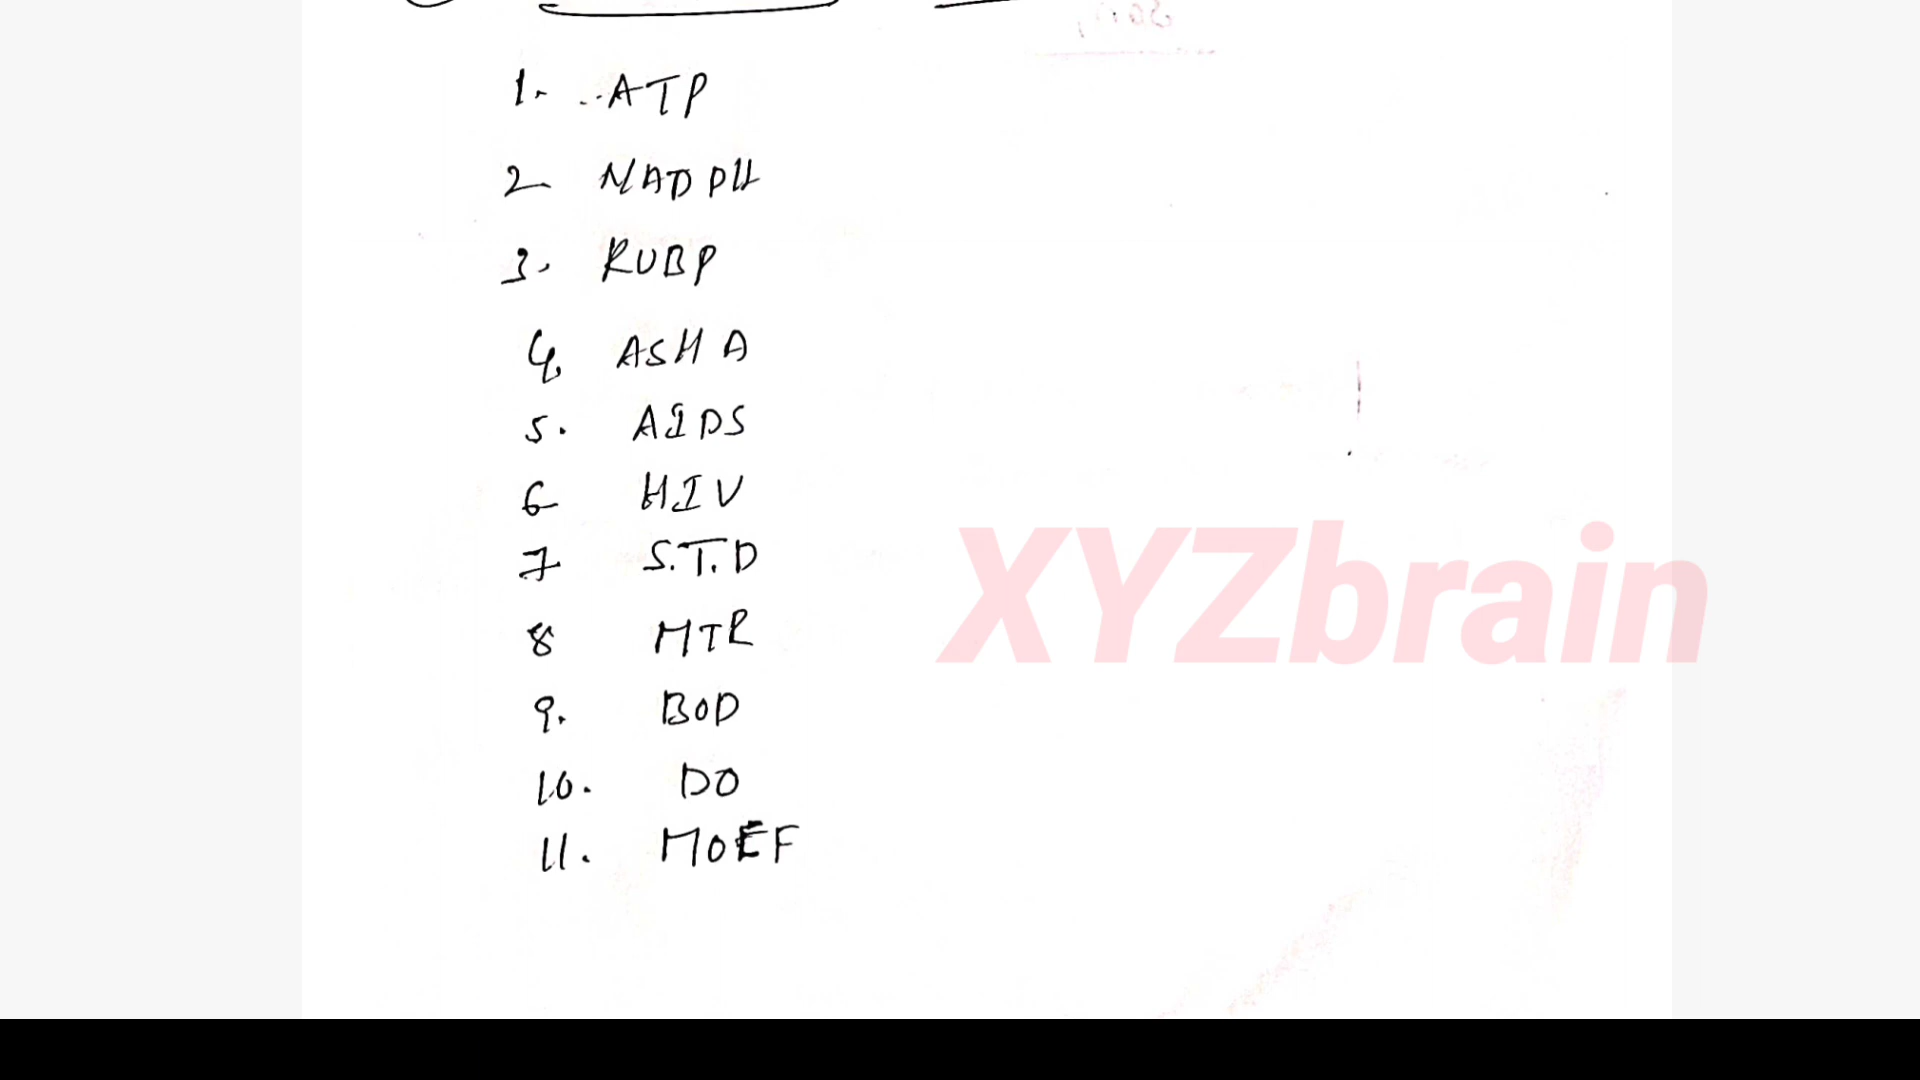 1. ATP
2 NADPH
3. RUBP
4. ASHA
5. AIDS
6 HIV
7 S.T.D
8 MTR
9. BOD
10. DO
11. MOEF
XYZbrain